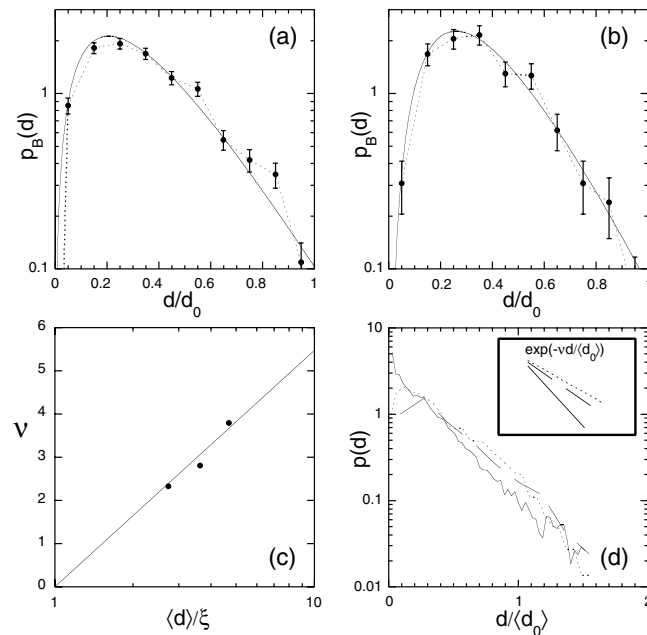 (a)
p_B(d)
1
0.1
0 0.2 0.4 0.6 0.8 1
d/d_0
(b)
p_B(d)
1
0.1
0 0.2 0.4 0.6 0.8 1
d/d_0
6
5
4
ν
3
2
1
0
(c)
1 10
⟨d⟩/ξ
10
exp(-νd/⟨d_0⟩)
1
p(d)
0.1
0.01
(d)
0 1 2
d/⟨d_0⟩